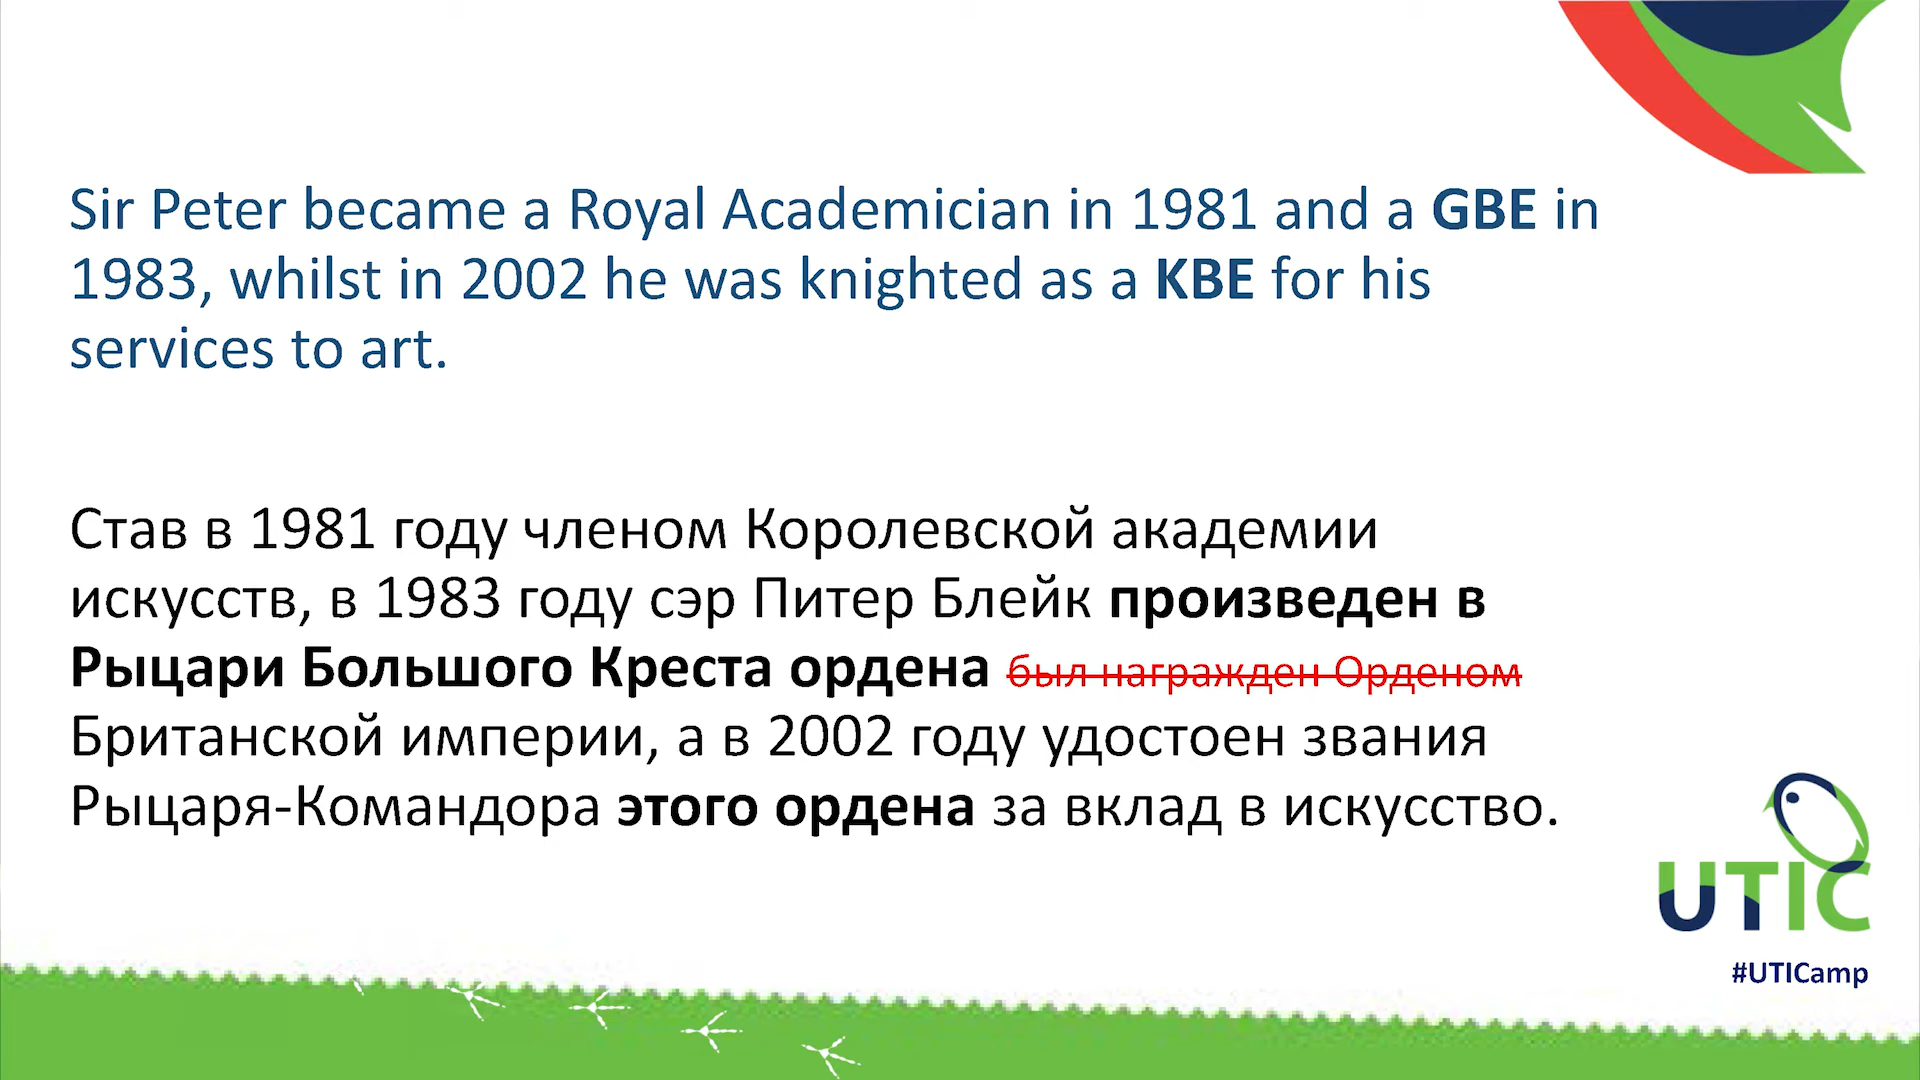 Sir Peter became a Royal Academician in 1981 and a GBE in
1983, whilst in 2002 he was knighted as a KBE for his
services to art.
Став в 1981 году членом Королевской академии
искусств, в 1983 году сэр Питер Блейк произведен в
Рыцари Большого Креста ордена был награжден Орденом
Британской империи, а в 2002 году удостоен звания
Рыцаря-Командора этого ордена за вклад в искусство.
UTIC
#UTICamp